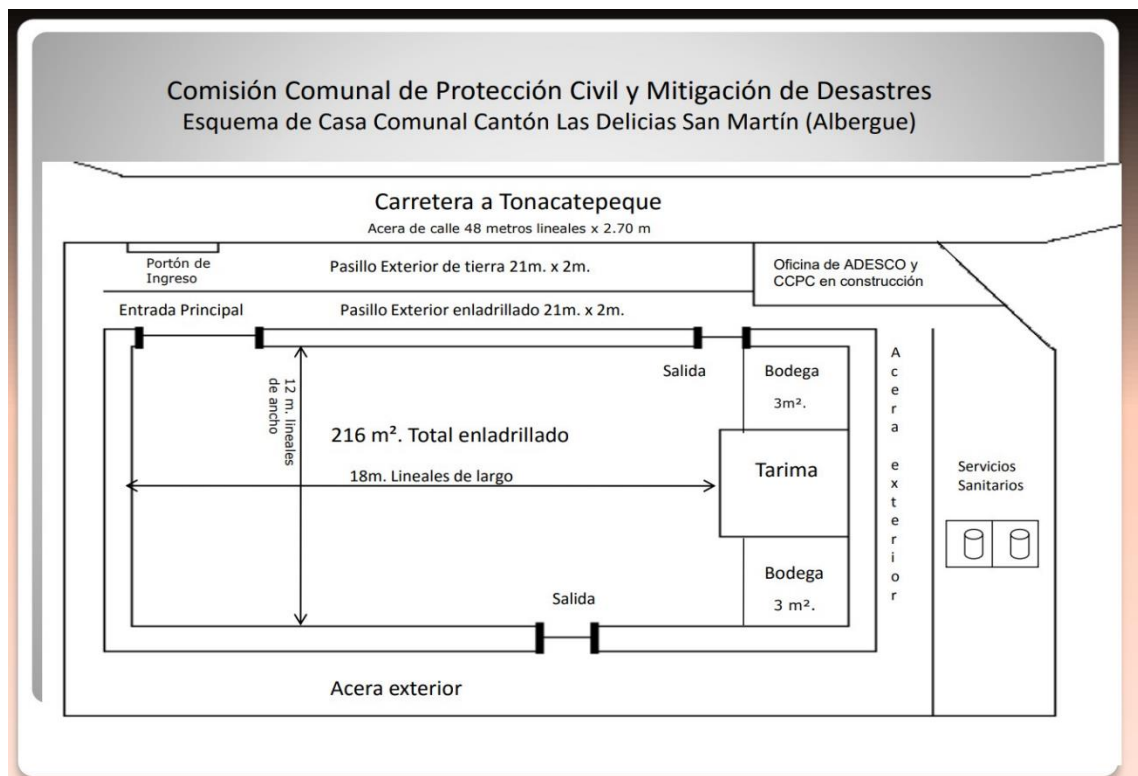 Comisión Comunal de Protección Civil y Mitigación de Desastres
Esquema de Casa Comunal Cantón Las Delicias San Martín (Albergue)
Carretera a Tonacatepeque
Acera de calle 48 metros lineales x 2.70 m
Portón de
Ingreso
Pasillo Exterior de tierra 21m. x 2m.
Oficina de ADESCO y
CCPC en construcción
Entrada Principal
Pasillo Exterior enladrillado 21m. x 2m.
Salida
Bodega
3m².
12 m. lineales
de ancho
216 m². Total enladrillado
18m. Lineales de largo
Tarima
Acera exterior
Servicios
Sanitarios
Bodega
3 m².
Salida
Acera exterior